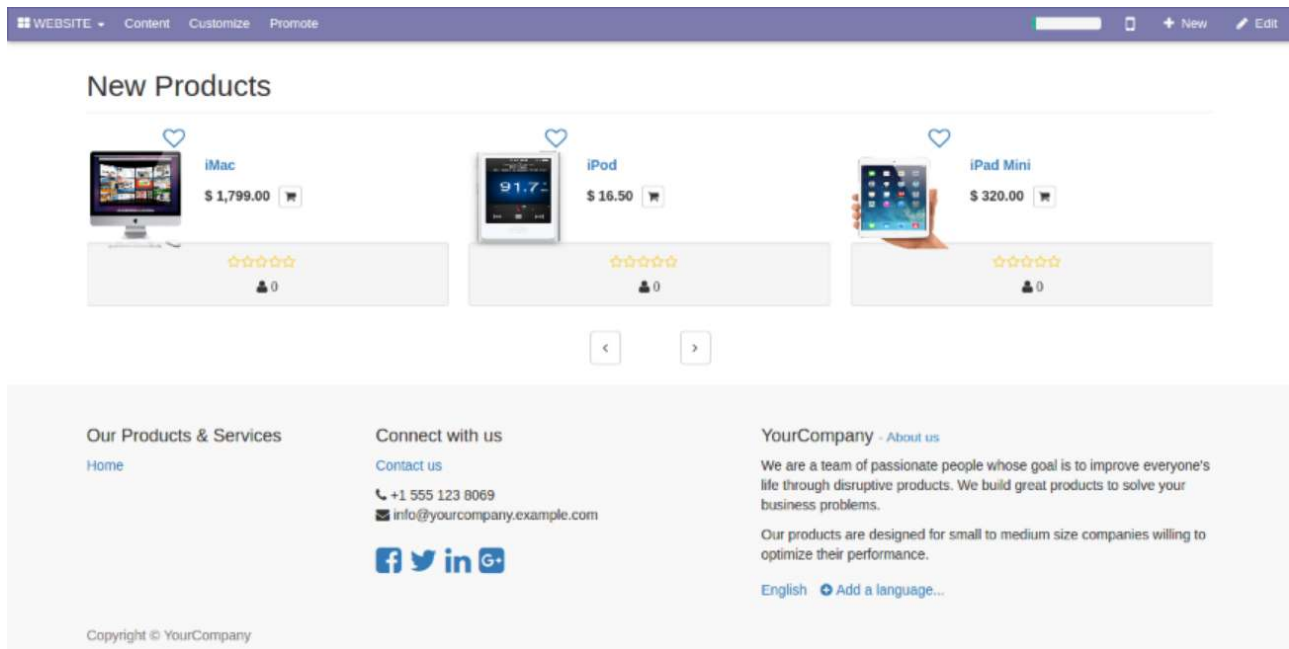 WEBSITE Content Customize Promote New Edit
New Products
iMac
$ 1,799.00
0
91.7
iPod
$ 16.50
0
iPad Mini
$ 320.00
0
Our Products & Services
Home
Connect with us
Contact us
+1 555 123 8069
info@yourcompany.example.com
YourCompany - About us
We are a team of passionate people whose goal is to improve everyone's
life through disruptive products. We build great products to solve your
business problems.
Our products are designed for small to medium size companies willing to
optimize their performance.
English Add a language...
Copyright © YourCompany